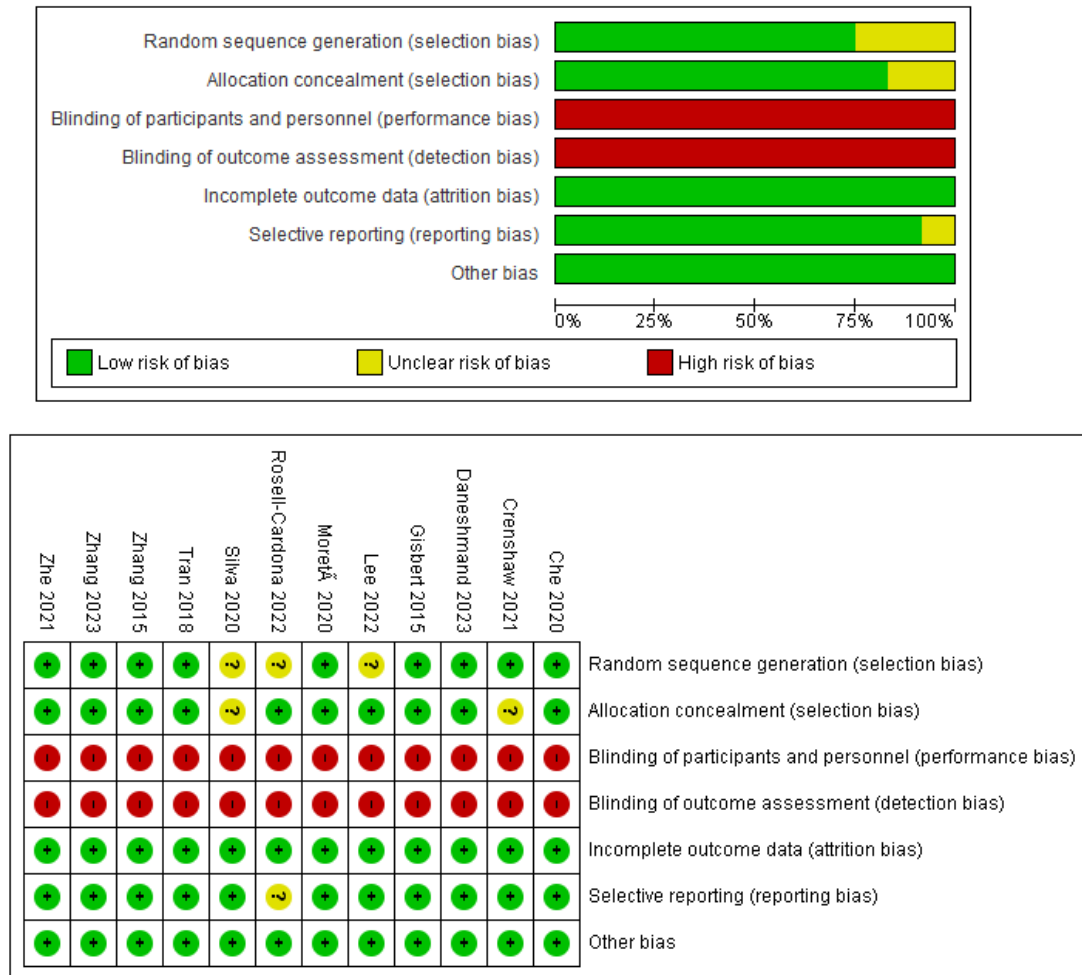 Random sequence generation (selection bias)
Allocation concealment (selection bias)
Blinding of participants and personnel (performance bias)
Blinding of outcome assessment (detection bias)
Incomplete outcome data (attrition bias)
Selective reporting (reporting bias)
Other bias
0% 25% 50% 75% 100%
Low risk of bias Unclear risk of bias High risk of bias
Zhe 2021
Zhang 2023
Zhang 2015
Tran 2018
Silva 2020
Rosell-Cardona 2022
MoretÃ 2020
Lee 2022
Gisbert 2015
Daneshmand 2023
Crenshaw 2021
Che 2020
+ + + + ? ? + ? + + + + Random sequence generation (selection bias)
+ + + + ? + + + + + ? + Allocation concealment (selection bias)
- - - - - - - - - - - - Blinding of participants and personnel (performance bias)
- - - - - - - - - - - - Blinding of outcome assessment (detection bias)
+ + + + + + + + + + + + Incomplete outcome data (attrition bias)
+ + + + + ? + + + + + + Selective reporting (reporting bias)
+ + + + + + + + + + + + Other bias